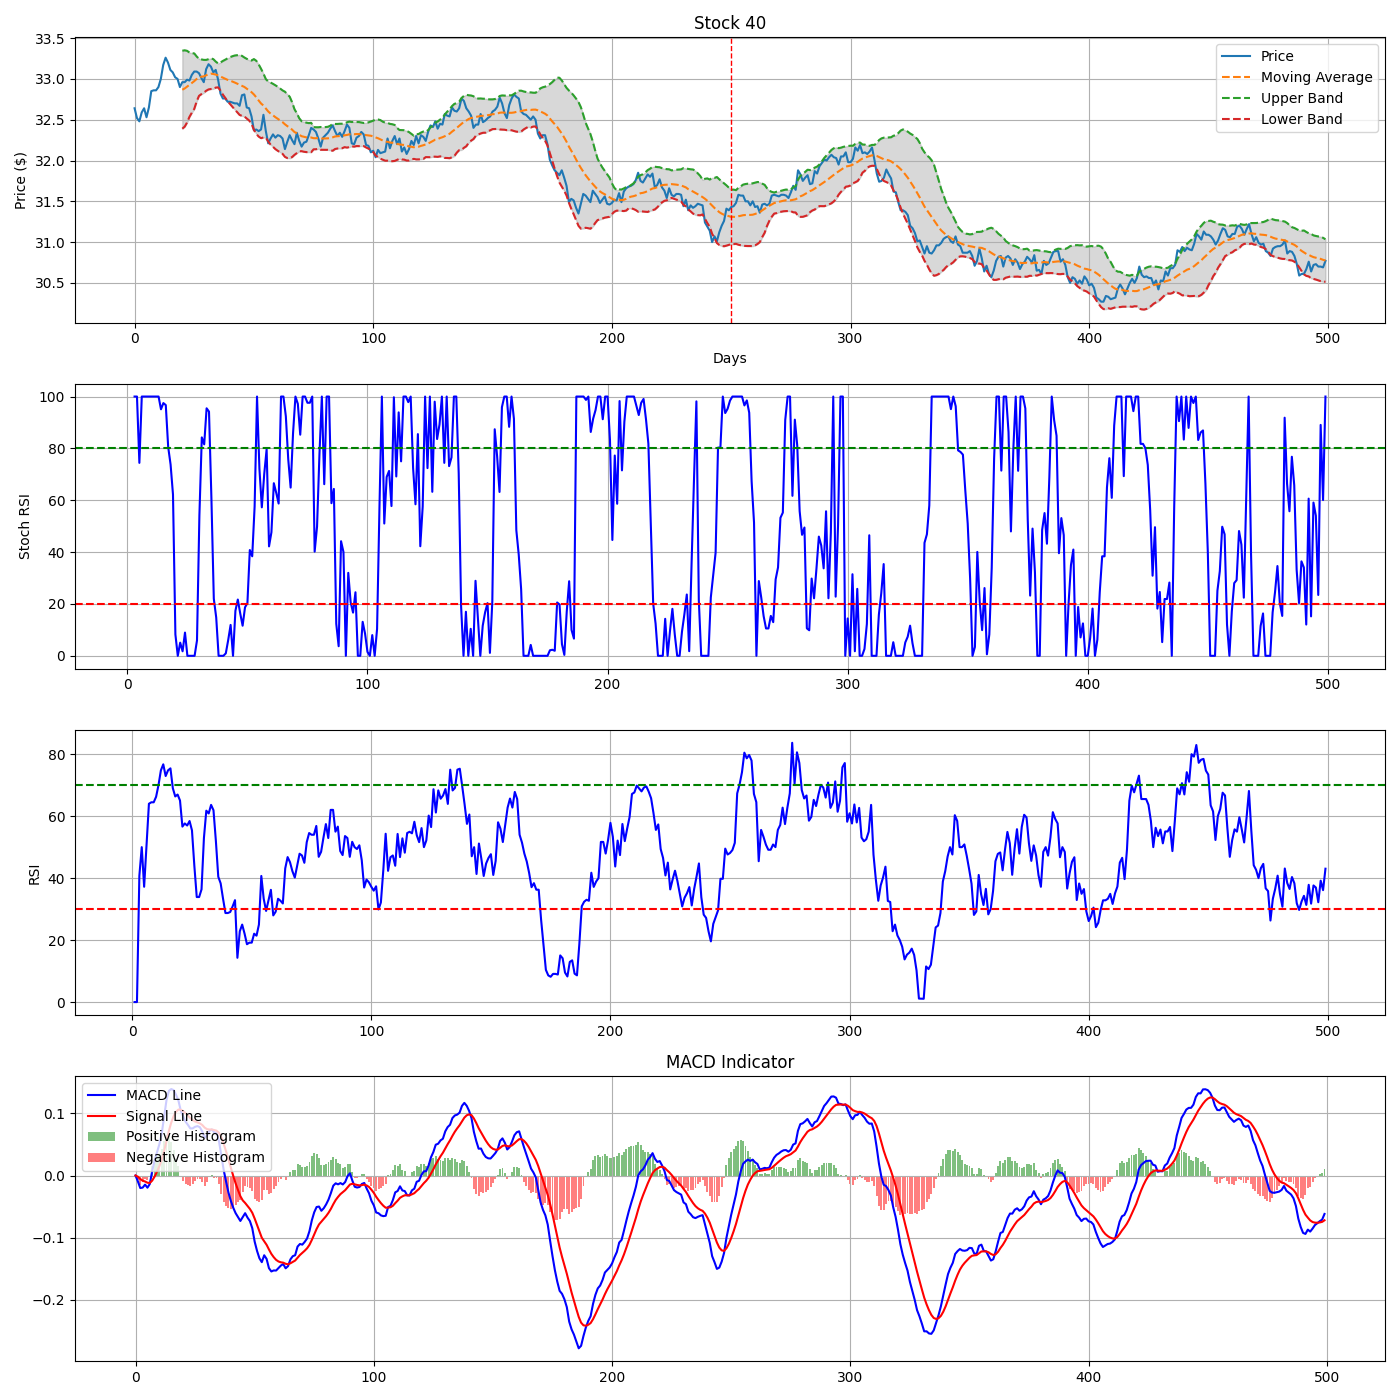 Stock 40
33.5
33.0
32.5
32.0
31.5
31.0
30.5
Price ($)
Price
Moving Average
Upper Band
Lower Band
0 100 200 300 400 500
Days
100
80
60
40
20
0
Stoch RSI
0 100 200 300 400 500
80
60
40
20
0
RSI
0 100 200 300 400 500
MACD Indicator
MACD Line
Signal Line
Positive Histogram
Negative Histogram
0.1
0.0
−0.1
−0.2
0 100 200 300 400 500